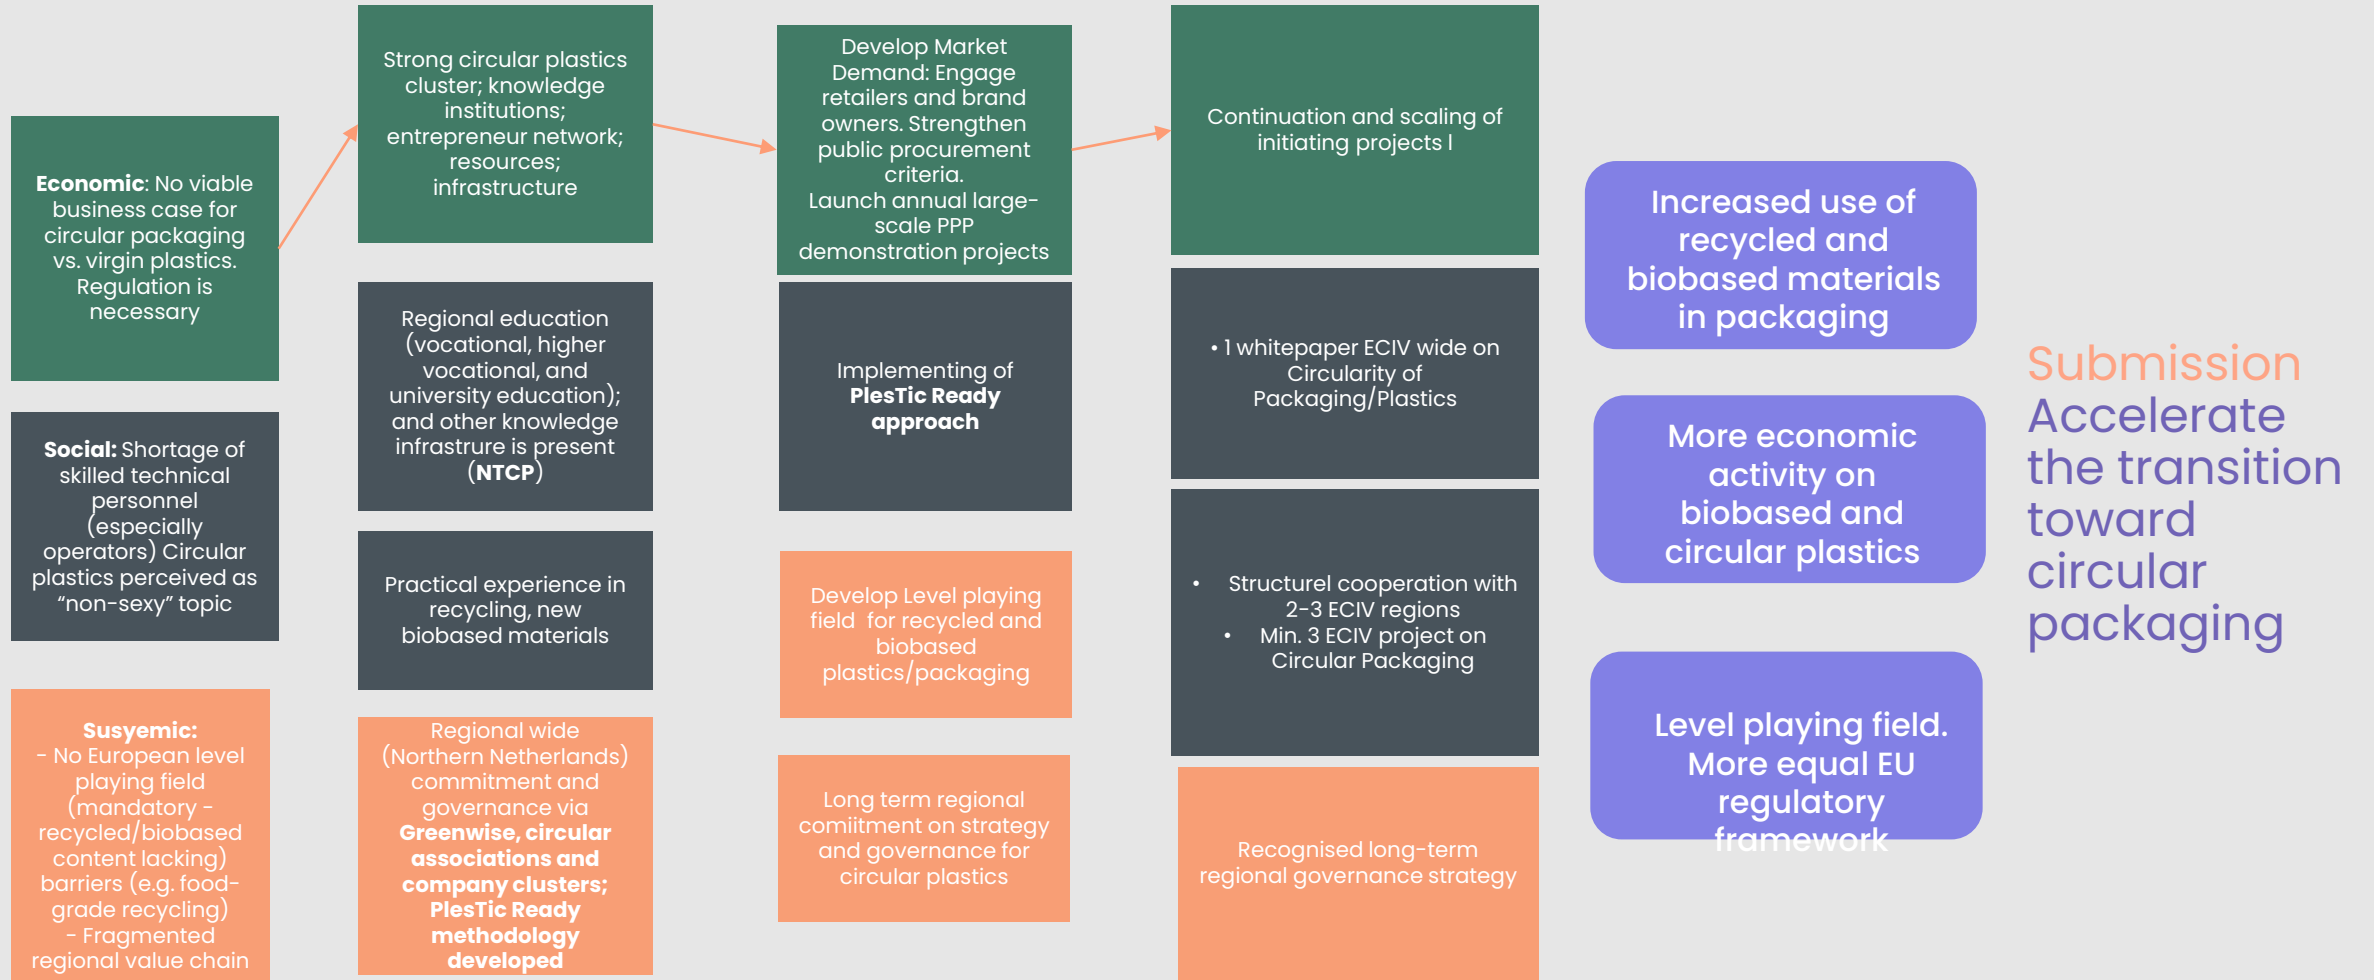 Economic: No viable
business case for
circular packaging
vs. virgin plastics.
Regulation is
necessary
Social: Shortage of
skilled technical
personnel
(especially
operators) Circular
plastics perceived as
“non-sexy” topic
Susyemic:
- No European level
playing field
(mandatory -
recycled/biobased
content lacking)
barriers (e.g. food-
grade recycling)
- Fragmented
regional value chain
Strong circular plastics
cluster; knowledge
institutions;
entrepreneur network;
resources;
infrastructure
Regional education
(vocational, higher
vocational, and
university education);
and other knowledge
infrastrure is present
(NTCP)
Practical experience in
recycling, new
biobased materials
Regional wide
(Northern Netherlands)
commitment and
governance via
Greenwise, circular
associations and
company clusters;
PlesTic Ready
methodology
developed
Develop Market
Demand: Engage
retailers and brand
owners. Strengthen
public procurement
criteria.
Launch annual large-
scale PPP
demonstration projects
Implementing of
PlesTic Ready
approach
Develop Level playing
field for recycled and
biobased
plastics/packaging
Long term regional
comiitment on strategy
and governance for
circular plastics
Continuation and scaling of
initiating projects l
• 1 whitepaper ECIV wide on
Circularity of
Packaging/Plastics
• Structurel cooperation with
2-3 ECIV regions
• Min. 3 ECIV project on
Circular Packaging
Recognised long-term
regional governance strategy
Increased use of
recycled and
biobased materials
in packaging
More economic
activity on
biobased and
circular plastics
Level playing field.
More equal EU
regulatory
framework
Submission
Accelerate
the transition
toward
circular
packaging